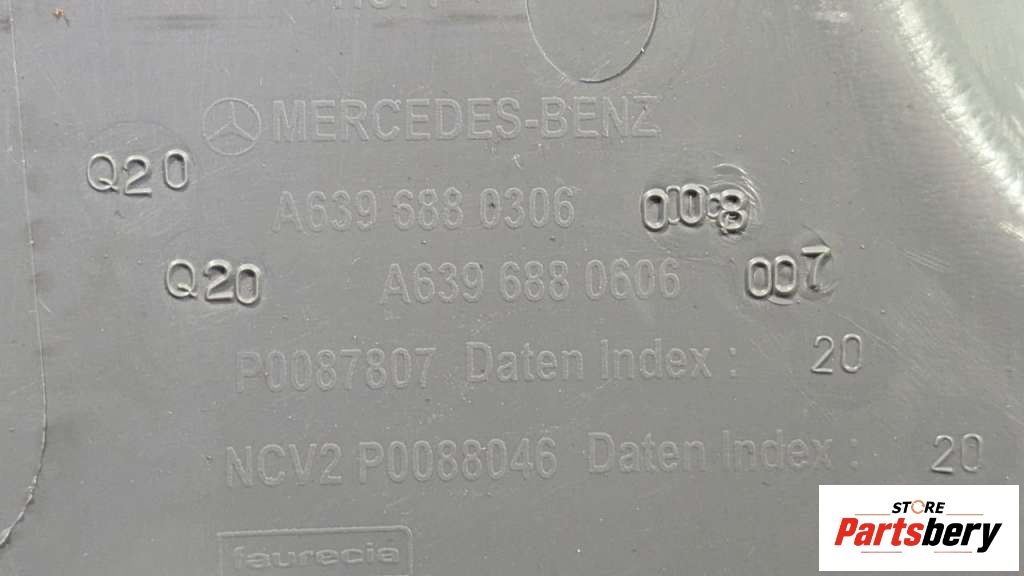 MERCEDES-BENZ
Q20
A639 688 0306
Q20
A639 688 0606
007
P0087807 Daten Index : 20
NCV2 P0088046 Daten Index : 20
faurecia
STORE
Partsbery